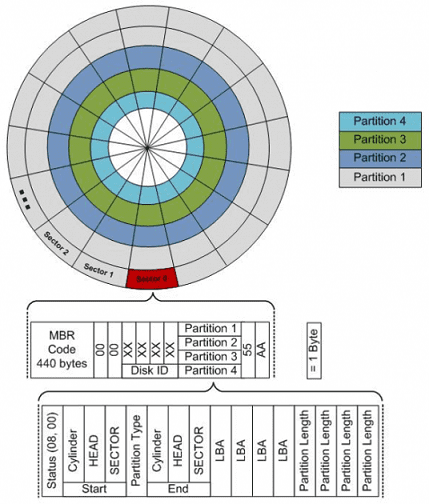 Partition 4
Partition 3
Partition 2
Partition 1
Sector 2
Sector 1
Sector 0
MBR
Code
440 bytes
00
00
XX
XX
XX
XX
Disk ID
Partition 1
Partition 2
Partition 3
Partition 4
55
AA
= 1 Byte
Status (08, 00)
Cylinder
HEAD
SECTOR
Start
Partition Type
Cylinder
HEAD
SECTOR
End
LBA
LBA
LBA
LBA
Partition Length
Partition Length
Partition Length
Partition Length